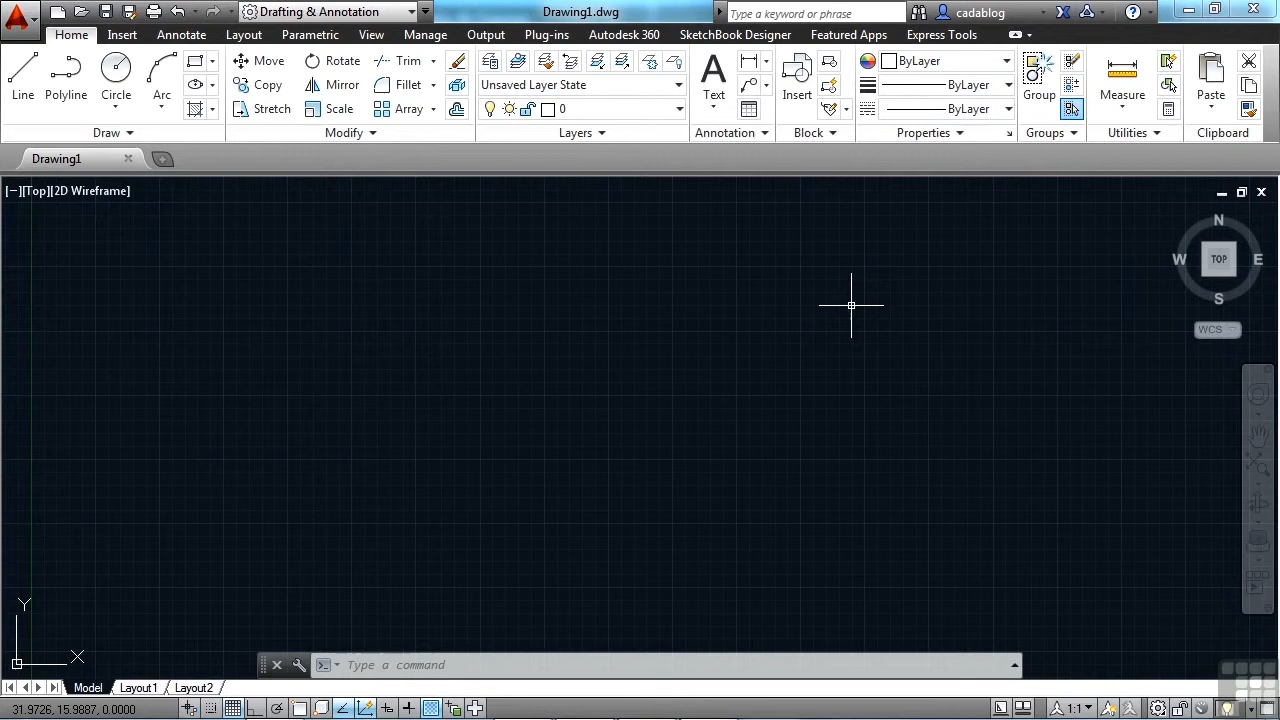 Drafting & Annotation
Drawing1.dwg
Type a keyword or phrase
cadablog
Home Insert Annotate Layout Parametric View Manage Output Plug-ins Autodesk 360 SketchBook Designer Featured Apps Express Tools
Line Polyline Circle Arc
Draw
Move Rotate Trim
Copy Mirror Fillet
Stretch Scale Array
Modify
Unsaved Layer State
0
Layers
Text
Annotation
Insert
Block
ByLayer
ByLayer
ByLayer
Properties
Group
Groups
Measure
Utilities
Paste
Clipboard
Drawing1
[−][Top][2D Wireframe]
N
W TOP E
S
WCS
Y
X
Type a command
Model Layout1 Layout2
31.9726, 15.9887, 0.0000
1:1